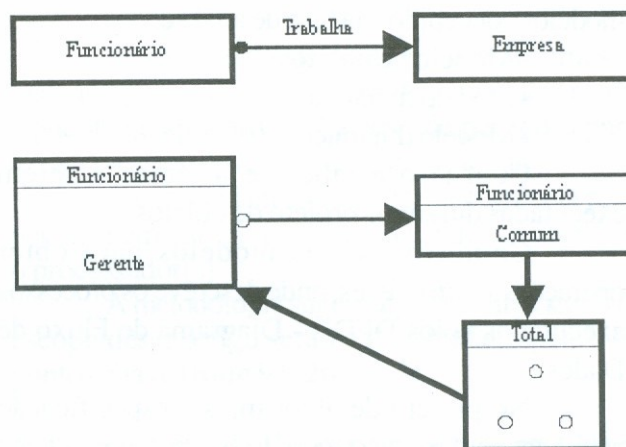 Funcionário
Trabalha
Empresa
Funcionário
Gerente
Funcionário
Comum
Total